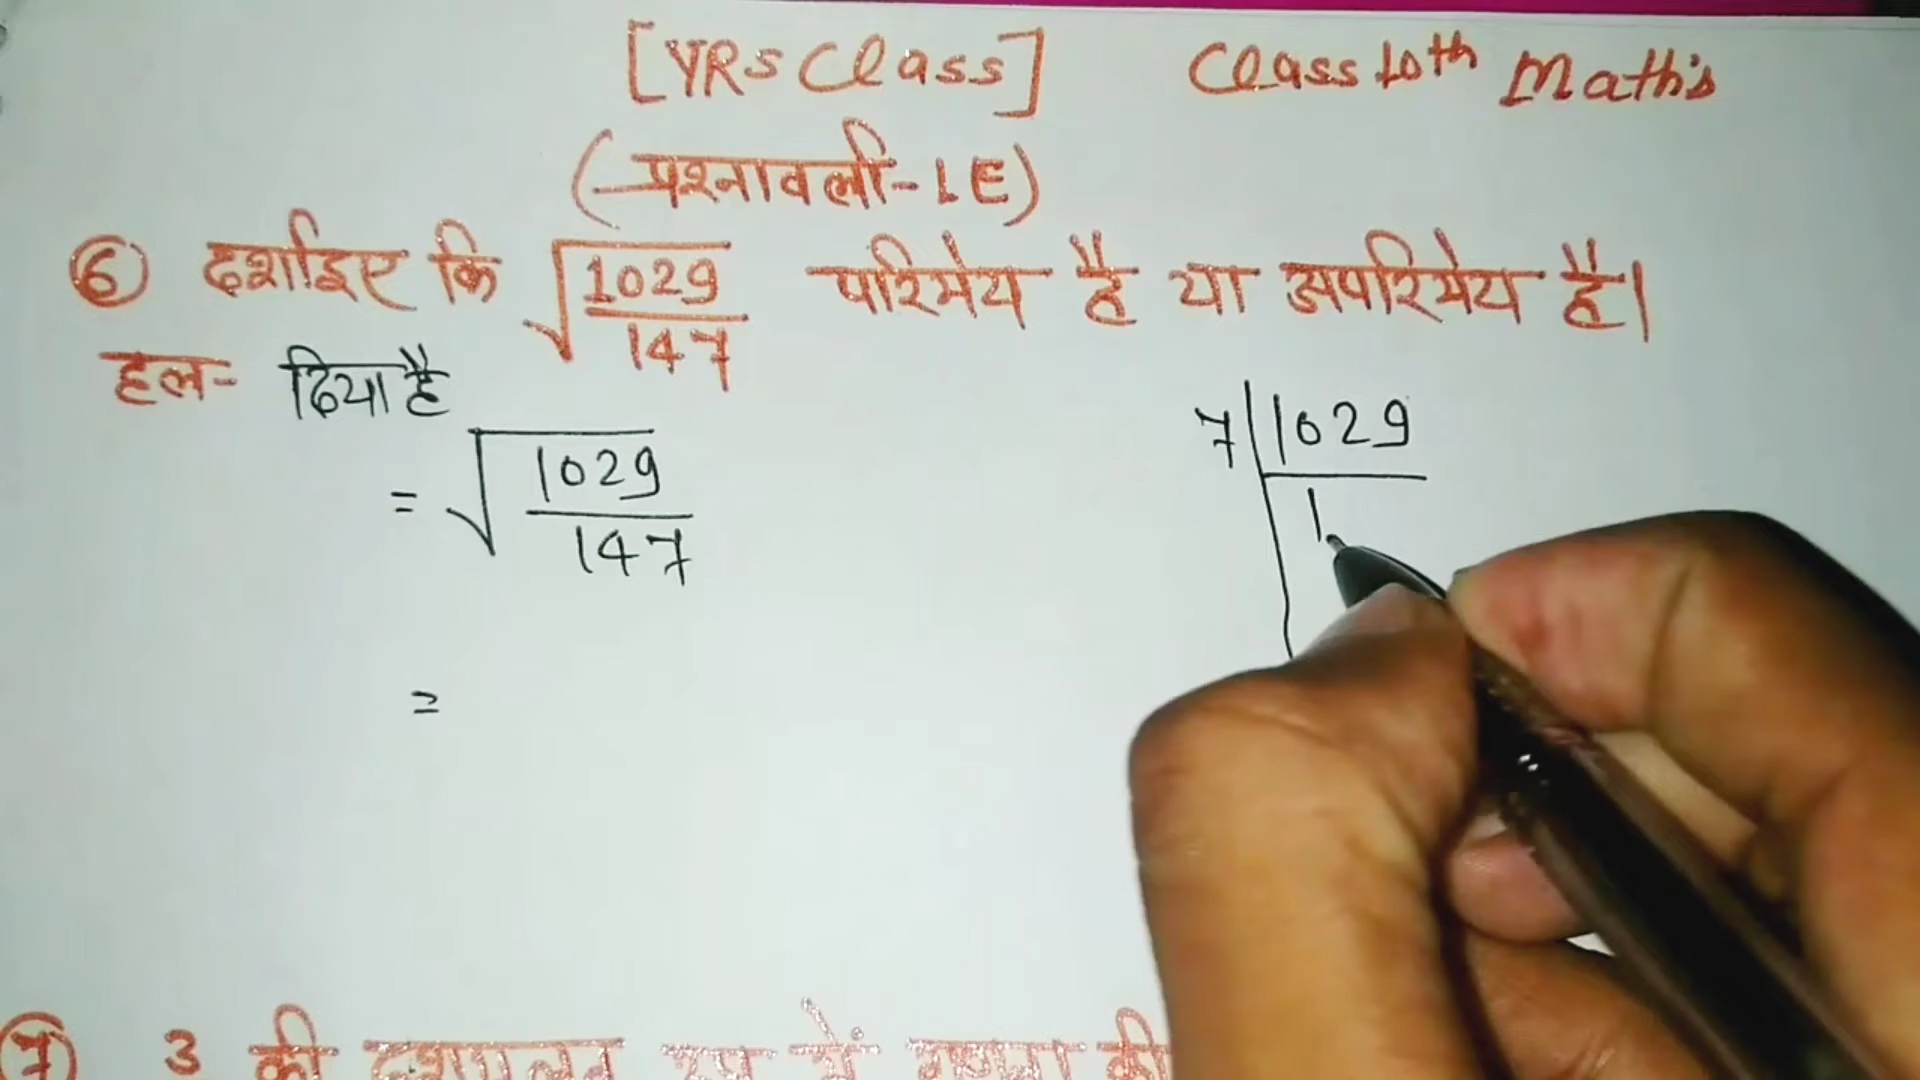 [YRs Class] Class 10th Math's
(प्रश्नावली-1E)
⑥ दर्शाइए कि √1029/147 परिमेय है या अपरिमेय है।
हल- दिया है
= √1029/147
=
7|1029
1
⑦ 3 की दशमलव रूप में की